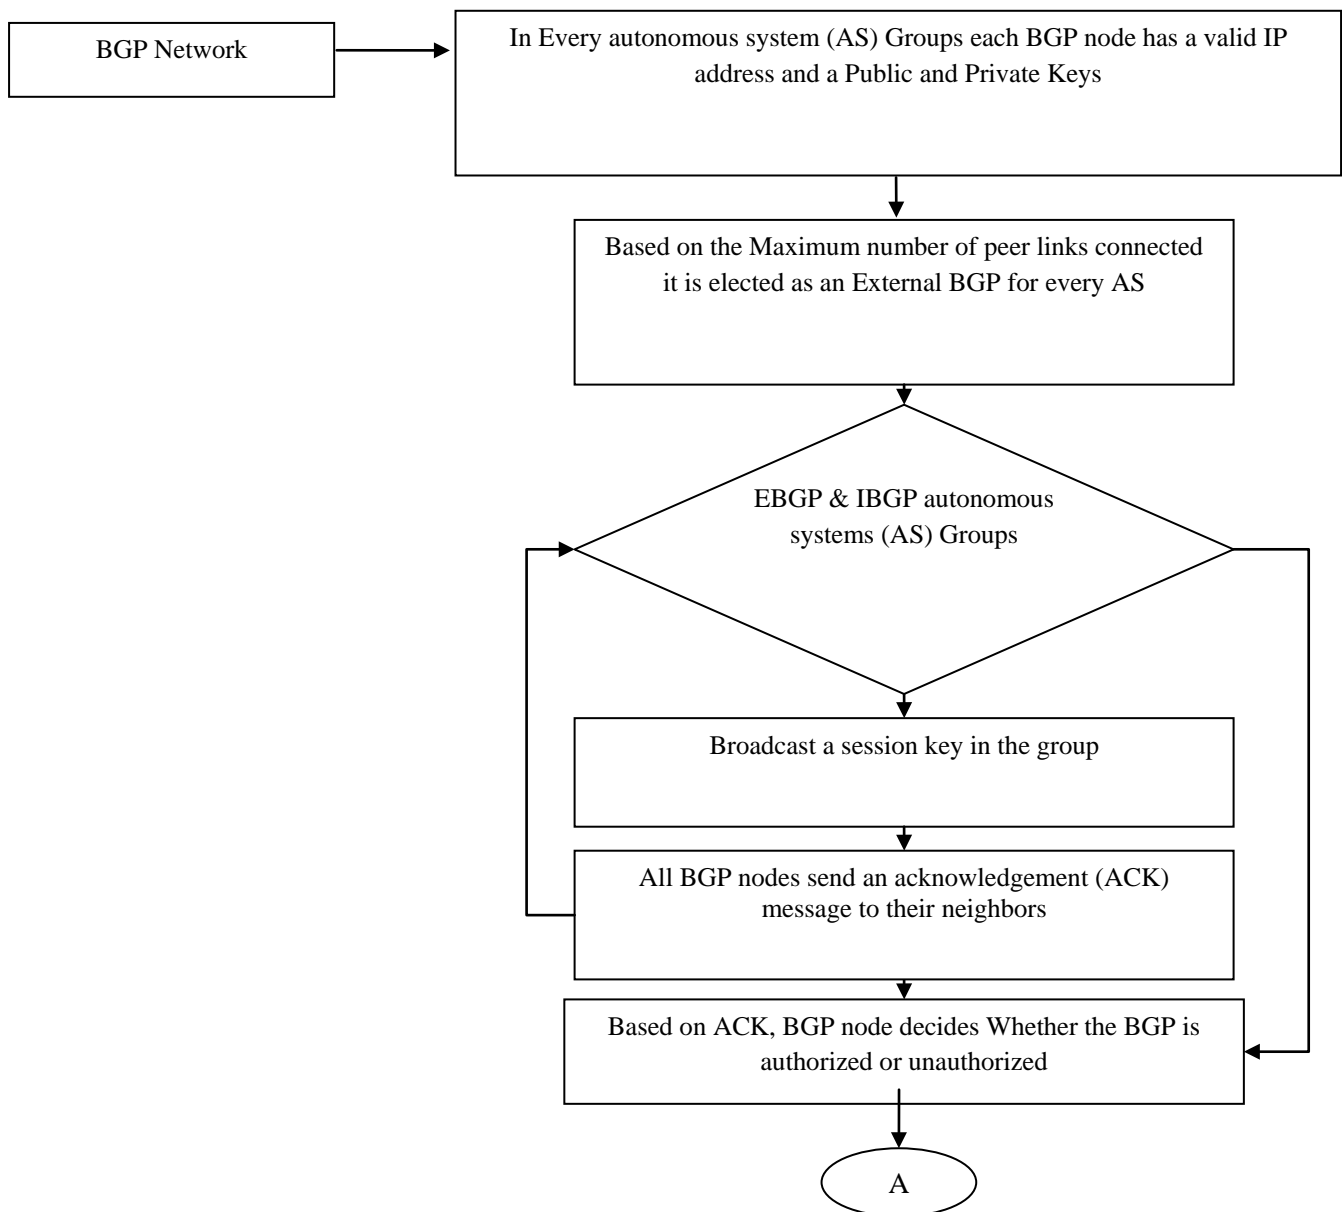 BGP Network
In Every autonomous system (AS) Groups each BGP node has a valid IP
address and a Public and Private Keys
Based on the Maximum number of peer links connected
it is elected as an External BGP for every AS
EBGP & IBGP autonomous
systems (AS) Groups
Broadcast a session key in the group
All BGP nodes send an acknowledgement (ACK)
message to their neighbors
Based on ACK, BGP node decides Whether the BGP is
authorized or unauthorized
A